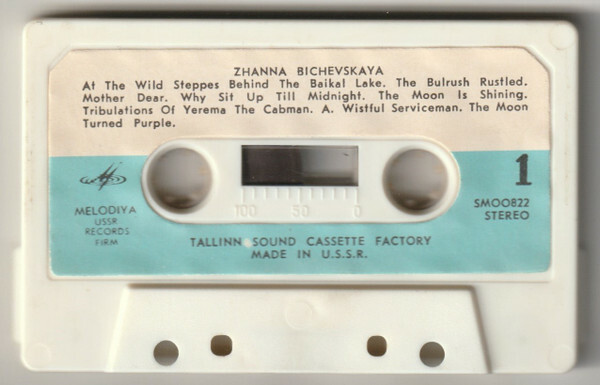 ZHANNA BICHEVSKAYA
At The Wild Steppes Behind The Baikal Lake. The Bulrush Rustled.
Mother Dear. Why Sit Up Till Midnight. The Moon Is Shining.
Tribulations Of Yerema The Cabman. A. Wistful Serviceman. The Moon
Turned Purple.
1
MELODIYA
USSR
RECORDS
FIRM
100 50 0
SMOO822
STEREO
TALLINN SOUND CASSETTE FACTORY
MADE IN U.S.S.R.